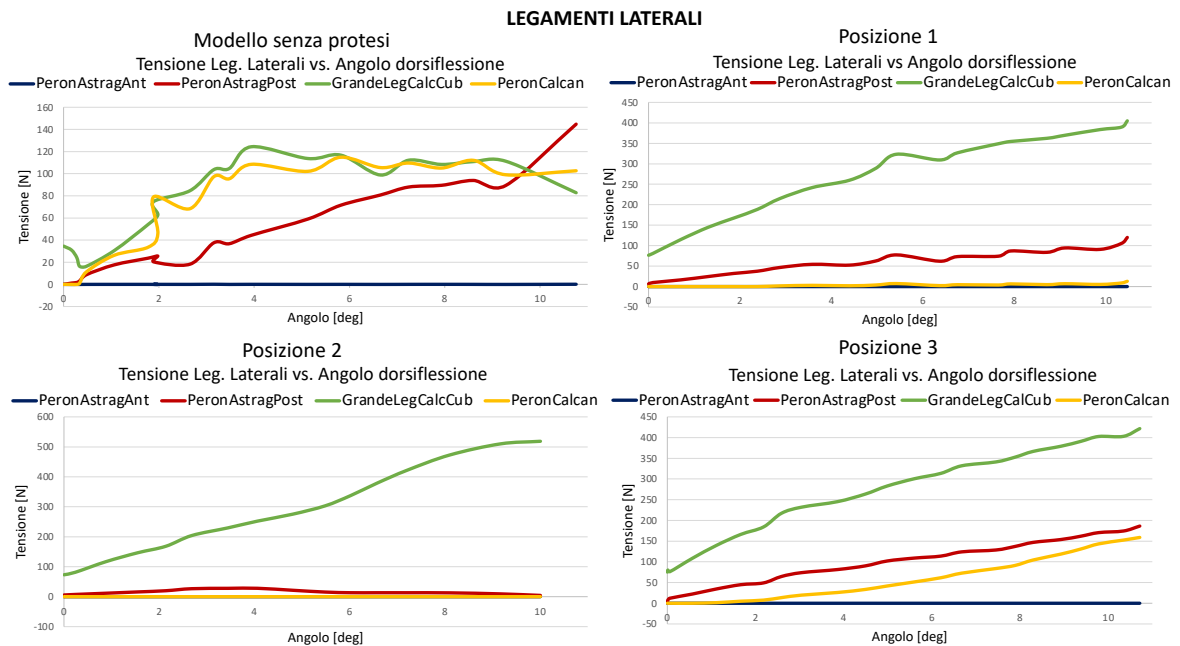 LEGAMENTI LATERALI
Modello senza protesi
Tensione Leg. Laterali vs. Angolo dorsiflessione
PeronAstragAnt PeronAstragPost GrandeLegCalcCub PeronCalcan
160
140
120
100
80
60
40
20
0
-20
0 2 4 6 8 10
Tensione [N]
Angolo [deg]
Posizione 1
Tensione Leg. Laterali vs Angolo dorsiflessione
PeronAstragAnt PeronAstragPost GrandeLegCalcCub PeronCalcan
450
400
350
300
250
200
150
100
50
0
-50
0 2 4 6 8 10
Tensione [N]
Angolo [deg]
Posizione 2
Tensione Leg. Laterali vs. Angolo dorsiflessione
PeronAstragAnt PeronAstragPost GrandeLegCalcCub PeronCalcan
600
500
400
300
200
100
0
-100
0 2 4 6 8 10
Tensione [N]
Angolo [deg]
Posizione 3
Tensione Leg. Laterali vs. Angolo dorsiflessione
PeronAstragAnt PeronAstragPost GrandeLegCalCub PeronCalcan
450
400
350
300
250
200
150
100
50
0
-50
0 2 4 6 8 10
Tensione [N]
Angolo [deg]